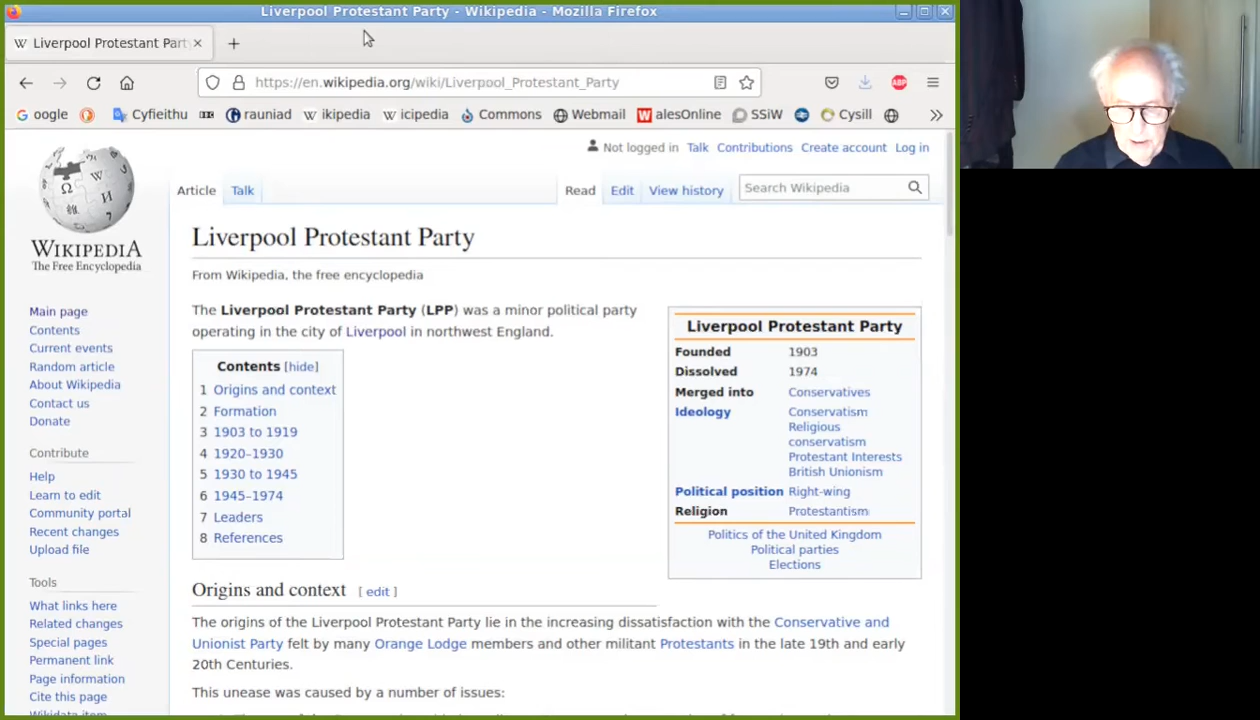 Liverpool Protestant Party - Wikipedia - Mozilla Firefox
Liverpool Protestant Party
https://en.wikipedia.org/wiki/Liverpool_Protestant_Party
ABP
oogle
Cyfieithu
rauniad
ikipedia
icipedia
Commons
Webmail
alesOnline
SSiW
Cysill
Not logged in Talk Contributions Create account Log in
Article Talk
Read Edit View history
Search Wikipedia
WIKIPEDIA
The Free Encyclopedia
Main page
Contents
Current events
Random article
About Wikipedia
Contact us
Donate
Contribute
Help
Learn to edit
Community portal
Recent changes
Upload file
Tools
What links here
Related changes
Special pages
Permanent link
Page information
Cite this page
Wikidata item
Liverpool Protestant Party
From Wikipedia, the free encyclopedia
The Liverpool Protestant Party (LPP) was a minor political party
operating in the city of Liverpool in northwest England.
Contents [hide]
1 Origins and context
2 Formation
3 1903 to 1919
4 1920–1930
5 1930 to 1945
6 1945–1974
7 Leaders
8 References
Liverpool Protestant Party
Founded 1903
Dissolved 1974
Merged into Conservatives
Ideology Conservatism
Religious
conservatism
Protestant Interests
British Unionism
Political position Right-wing
Religion Protestantism
Politics of the United Kingdom
Political parties
Elections
Origins and context [ edit ]
The origins of the Liverpool Protestant Party lie in the increasing dissatisfaction with the Conservative and
Unionist Party felt by many Orange Lodge members and other militant Protestants in the late 19th and early
20th Centuries.
This unease was caused by a number of issues: